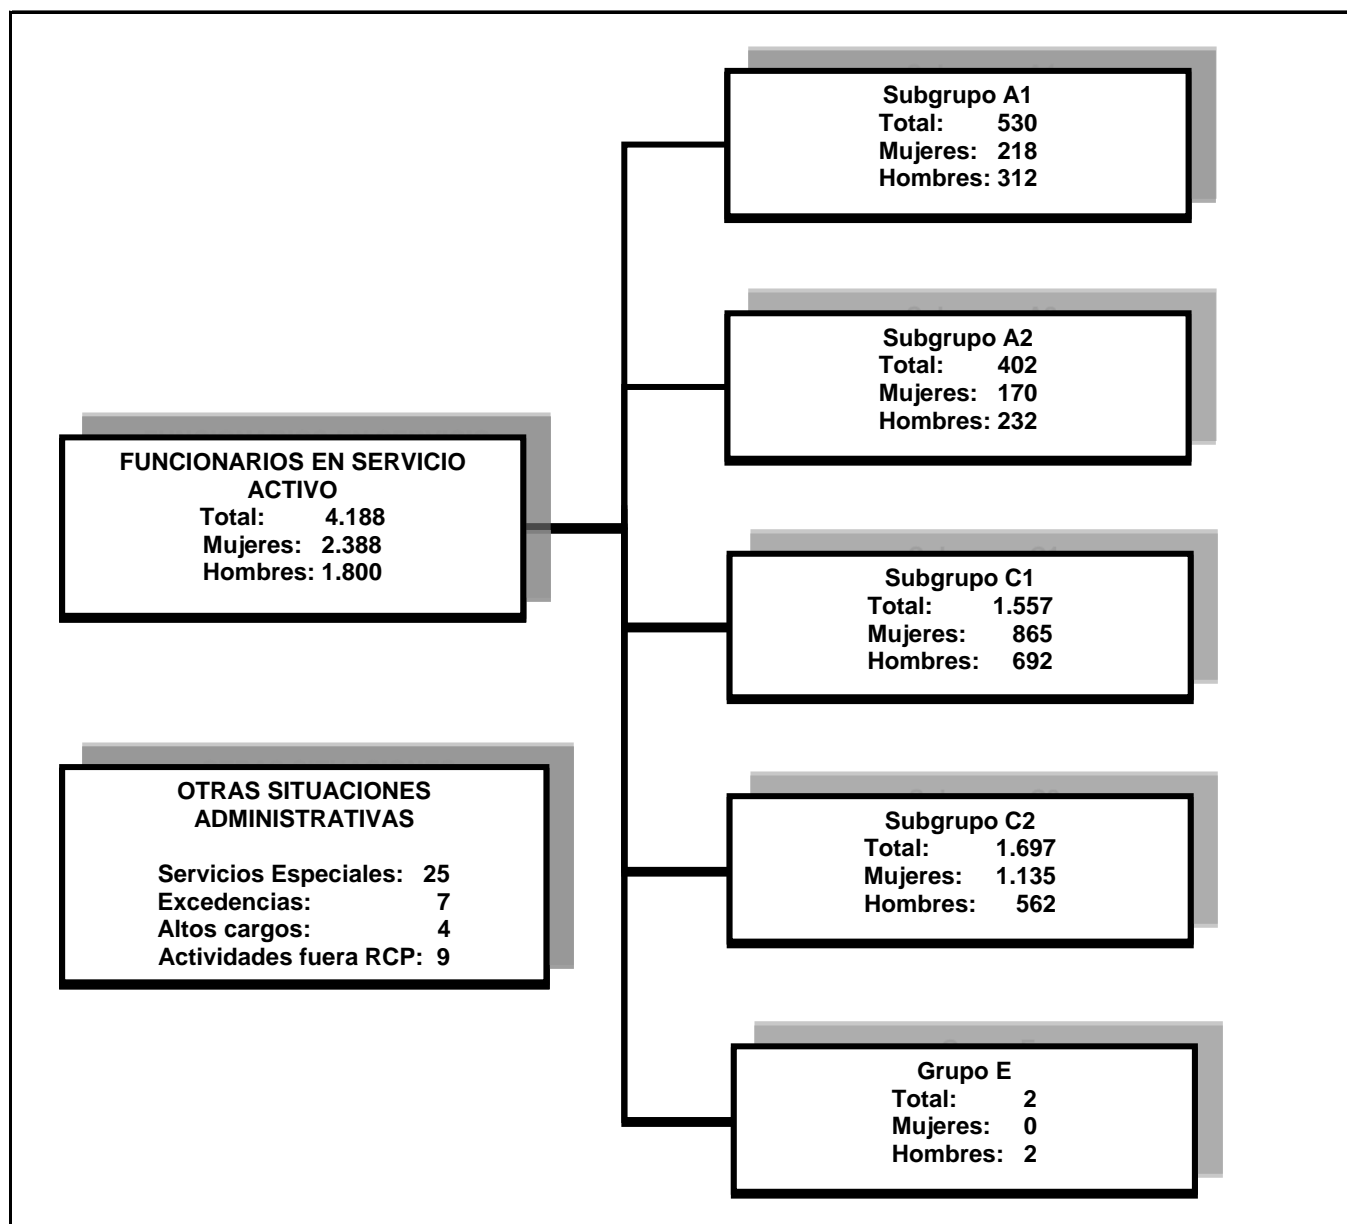 FUNCIONARIOS EN SERVICIO
ACTIVO
Total: 4.188
Mujeres: 2.388
Hombres: 1.800
OTRAS SITUACIONES
ADMINISTRATIVAS
Servicios Especiales: 25
Excedencias: 7
Altos cargos: 4
Actividades fuera RCP: 9
Subgrupo A1
Total: 530
Mujeres: 218
Hombres: 312
Subgrupo A2
Total: 402
Mujeres: 170
Hombres: 232
Subgrupo C1
Total: 1.557
Mujeres: 865
Hombres: 692
Subgrupo C2
Total: 1.697
Mujeres: 1.135
Hombres: 562
Grupo E
Total: 2
Mujeres: 0
Hombres: 2